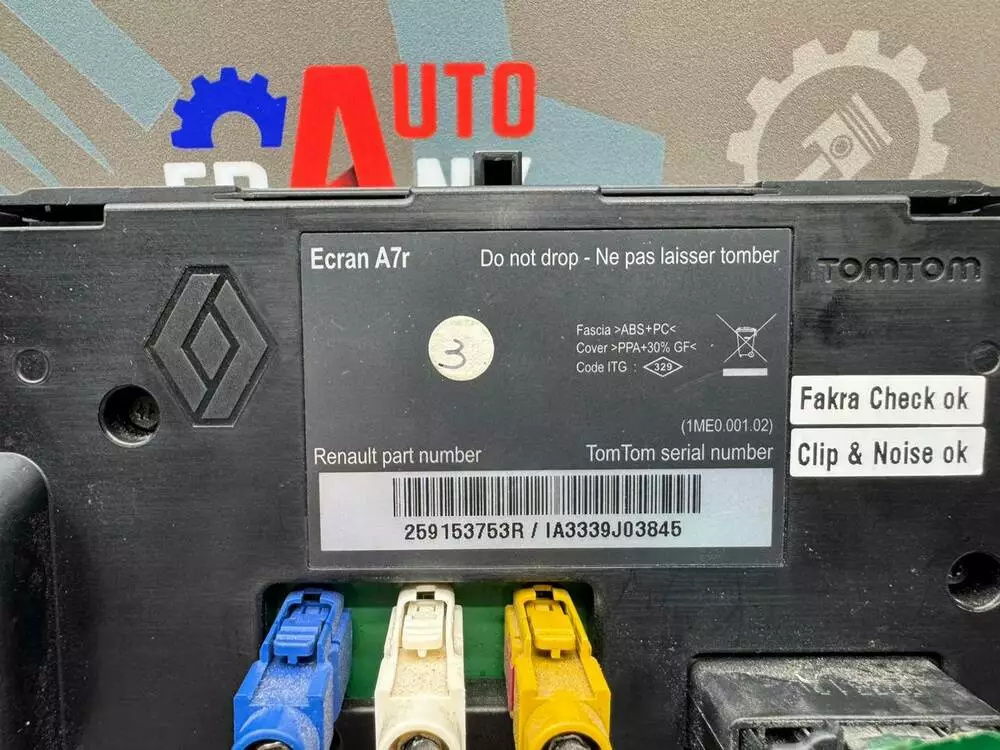 AUTO
FRANK
Ecran A7r
Do not drop - Ne pas laisser tomber
TOMTOM
3
Fascia >ABS+PC<
Cover >PPA+30% GF<
Code ITG : 329
Fakra Check ok
(1ME0.001.02)
Clip & Noise ok
Renault part number
TomTom serial number
259153753R / IA3339J03845